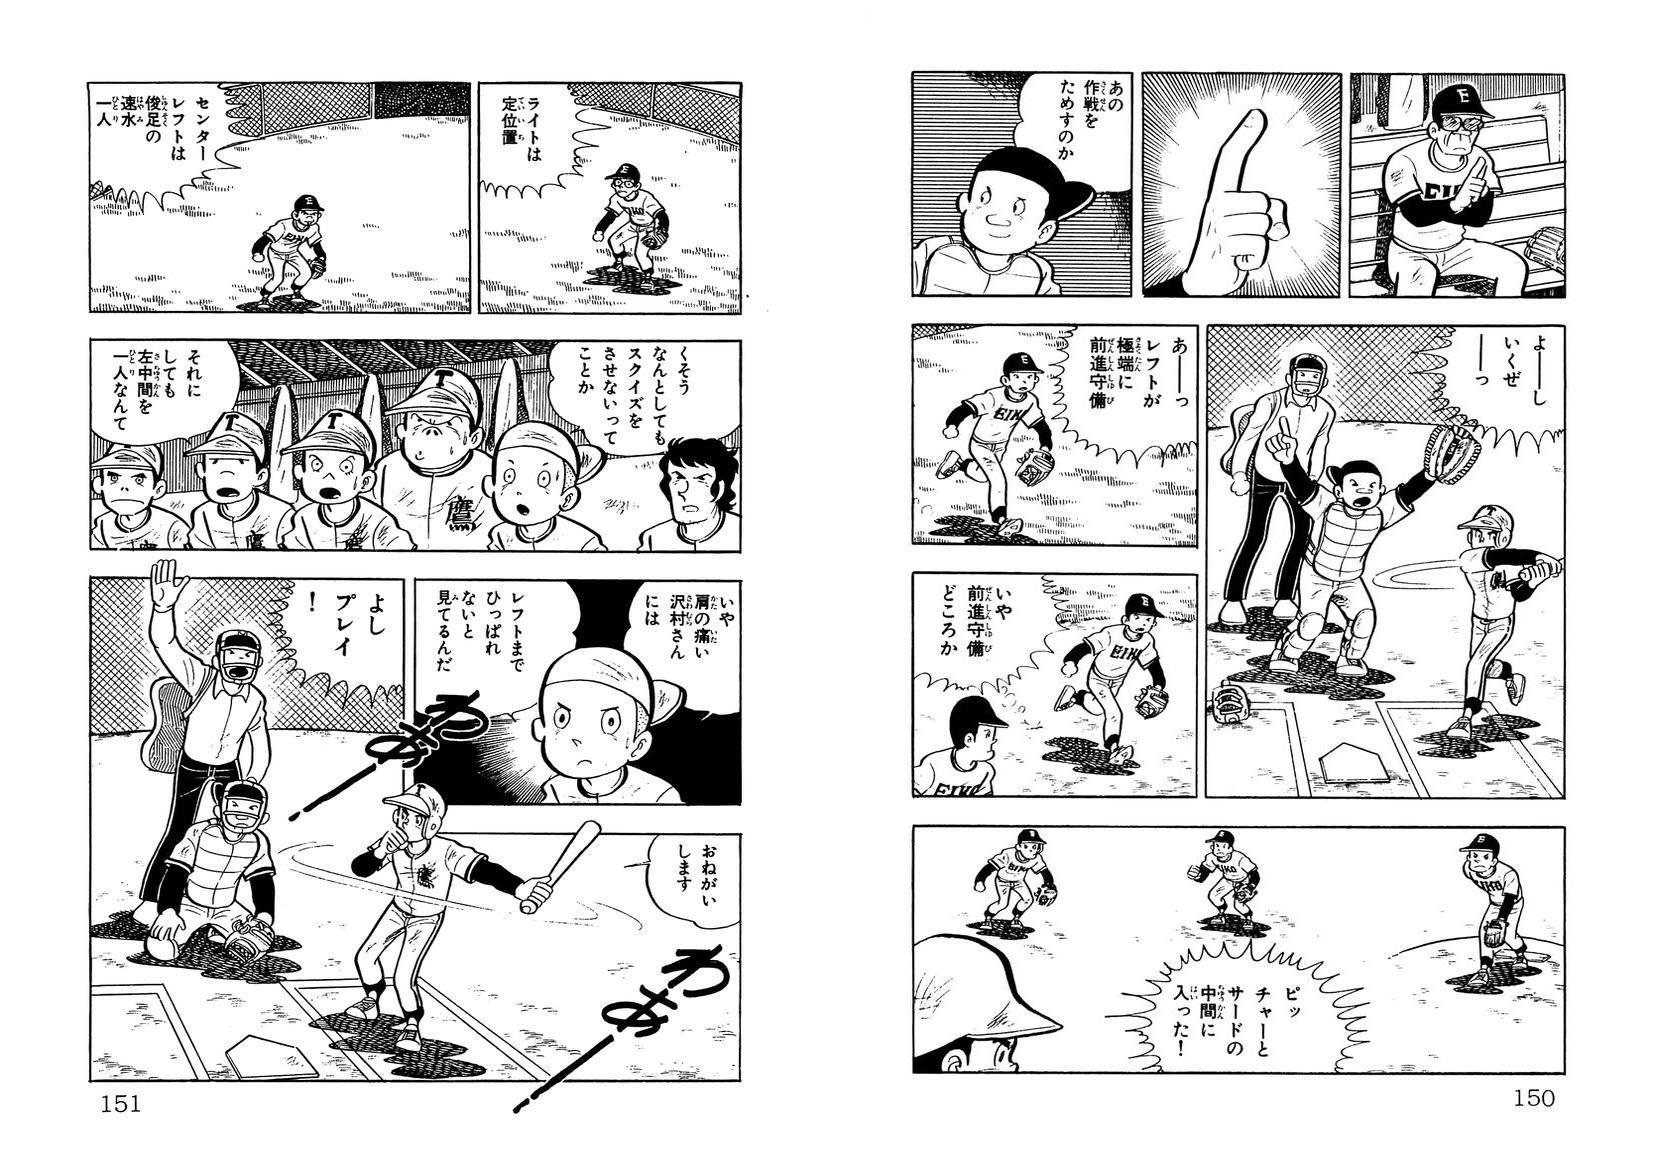 あの
作戦を
ためすのか
よーし
いくぜ
ーっ
あーっ
レフトが
極端に
前進守備
いや
前進守備
どころか
ピッ
チャーと
サードの
中間に
入った!
150
ライトは
定位置
センター
レフトは
俊足の
速水
一人
くそう
なんとしても
スクイズを
させないって
ことか
それに
しても
左中間を
一人なんて
いや
肩の痛い
沢村さん
には
レフトまで
ひっぱれ
ないと
見てるんだ
よし
プレイ
!
わあー
おねがい
します
わあー
151